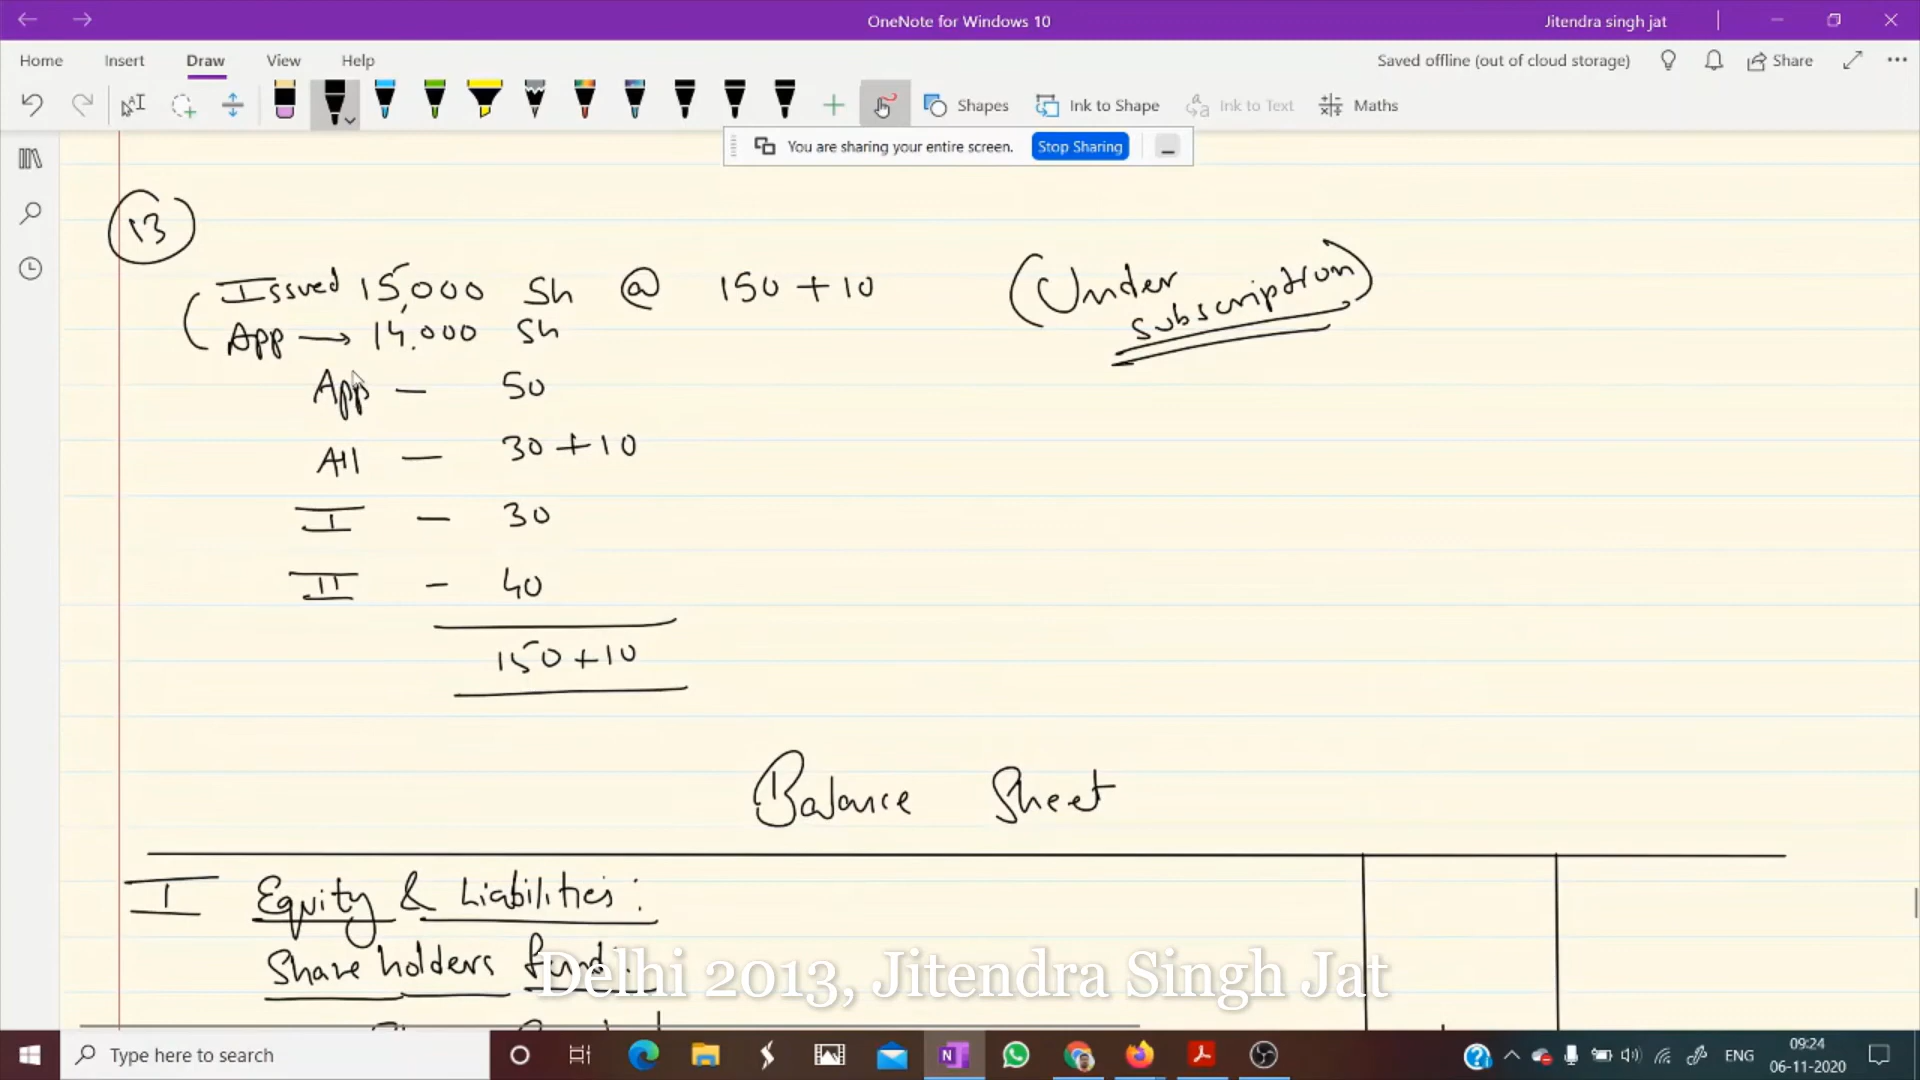 OneNote for Windows 10
Jitendra singh jat
Home Insert Draw View Help
Saved offline (out of cloud storage)
Share
Shapes
Ink to Shape
Ink to Text
Maths
You are sharing your entire screen.
Stop Sharing
13
Issued 15,000 Sh @ 150 + 10
(Under subscription)
App → 14,000 Sh
App — 50
All — 30 + 10
I — 30
II - 40
150 + 10
Balance Sheet
I Equity & Liabilities :
Share holders fund :
Delhi 2013, Jitendra Singh Jat
Type here to search
ENG
09:24
06-11-2020